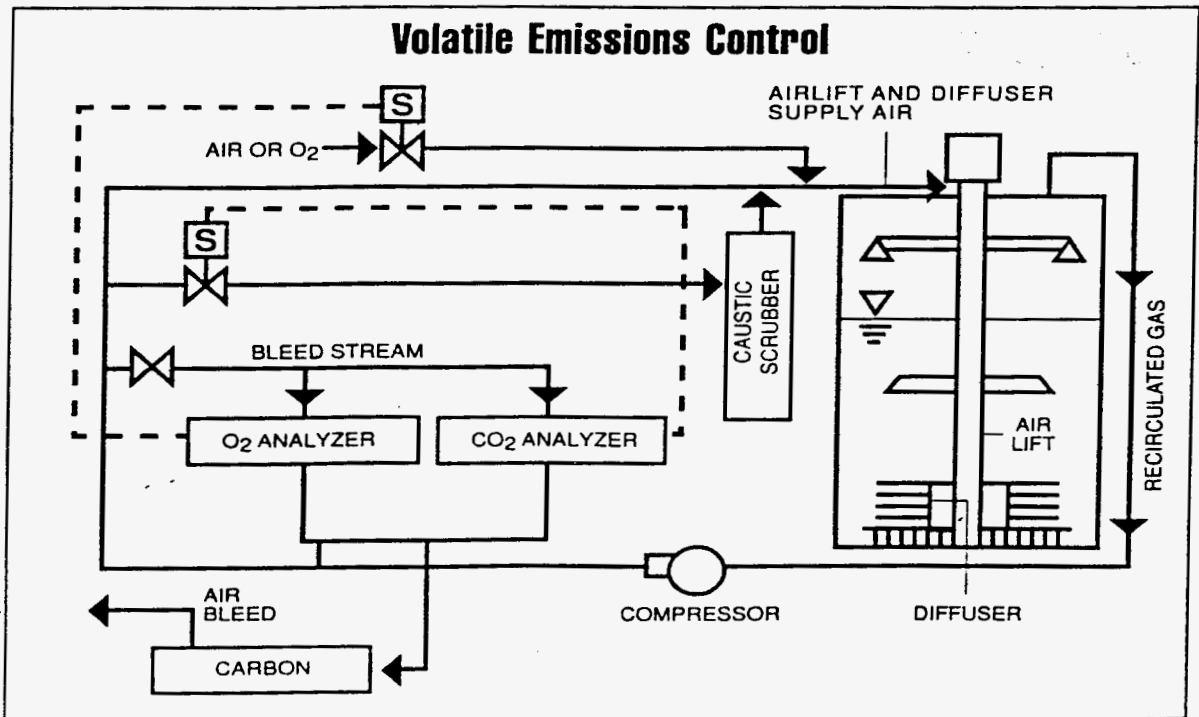 Volatile Emissions Control
AIRLIFT AND DIFFUSER
SUPPLY AIR
S
AIR OR O₂
S
CAUSTIC
SCRUBBER
BLEED STREAM
O₂ ANALYZER
CO₂ ANALYZER
AIR
LIFT
RECIRCULATED GAS
AIR
BLEED
COMPRESSOR
DIFFUSER
CARBON